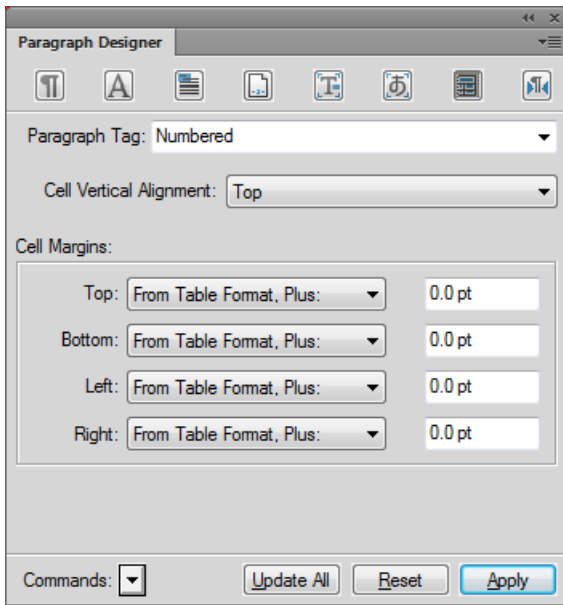 Paragraph Designer
Paragraph Tag: Numbered
Cell Vertical Alignment: Top
Cell Margins:
Top: From Table Format, Plus: 0.0 pt
Bottom: From Table Format, Plus: 0.0 pt
Left: From Table Format, Plus: 0.0 pt
Right: From Table Format, Plus: 0.0 pt
Commands: Update All Reset Apply